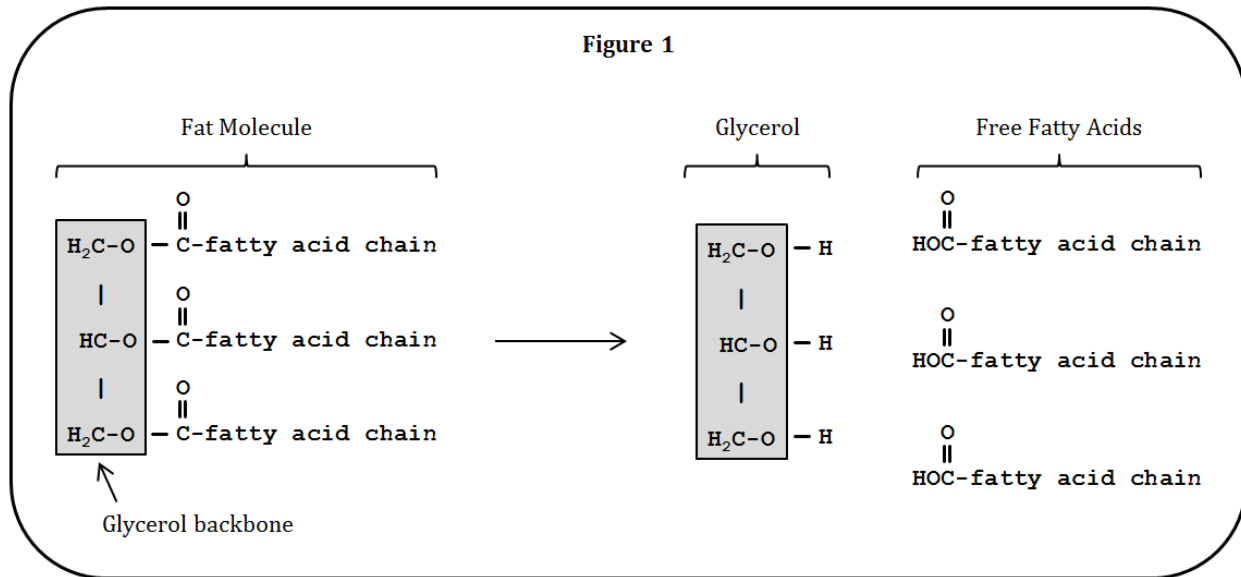 Figure 1
Fat Molecule
Glycerol
Free Fatty Acids
O
H₂C-O – C-fatty acid chain
|
O
HC-O – C-fatty acid chain
|
O
H₂C-O – C-fatty acid chain
Glycerol backbone
H₂C-O – H
|
HC-O – H
|
H₂C-O – H
O
HOC-fatty acid chain
O
HOC-fatty acid chain
O
HOC-fatty acid chain